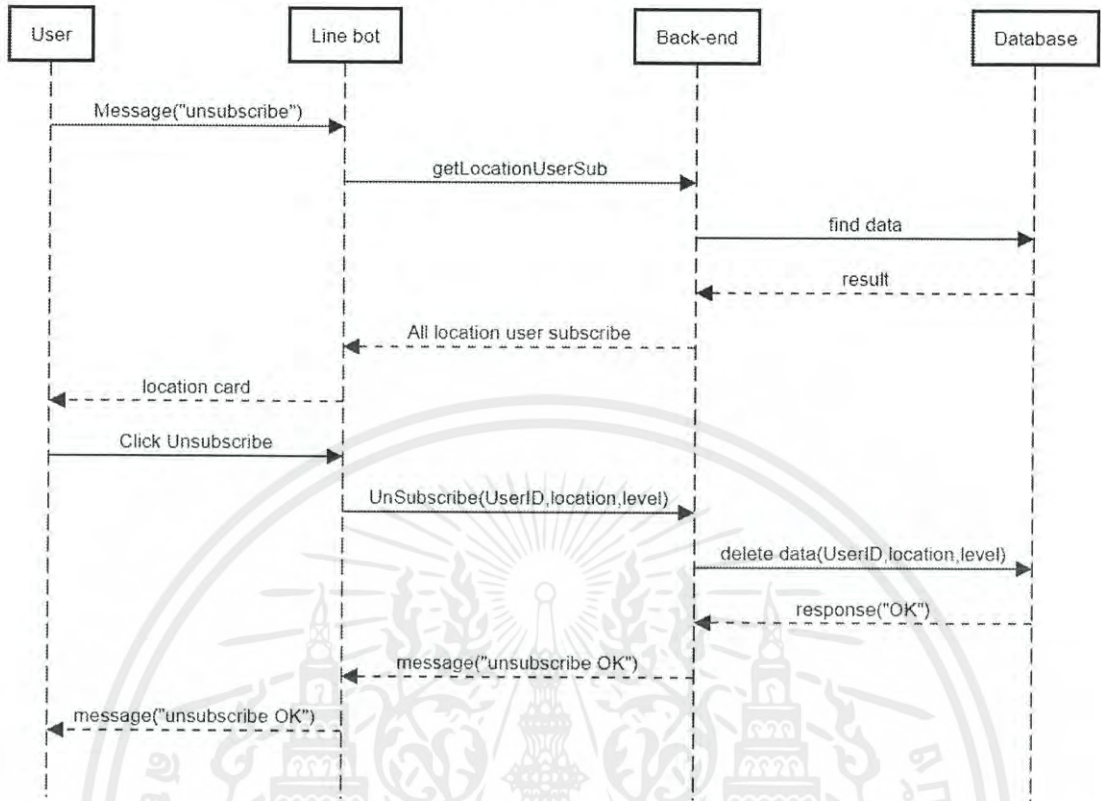 User
Line bot
Back-end
Database
Message("unsubscribe")
getLocationUserSub
find data
result
All location user subscribe
location card
Click Unsubscribe
UnSubscribe(UserID,location,level)
delete data(UserID,location,level)
response("OK")
message("unsubscribe OK")
message("unsubscribe OK")